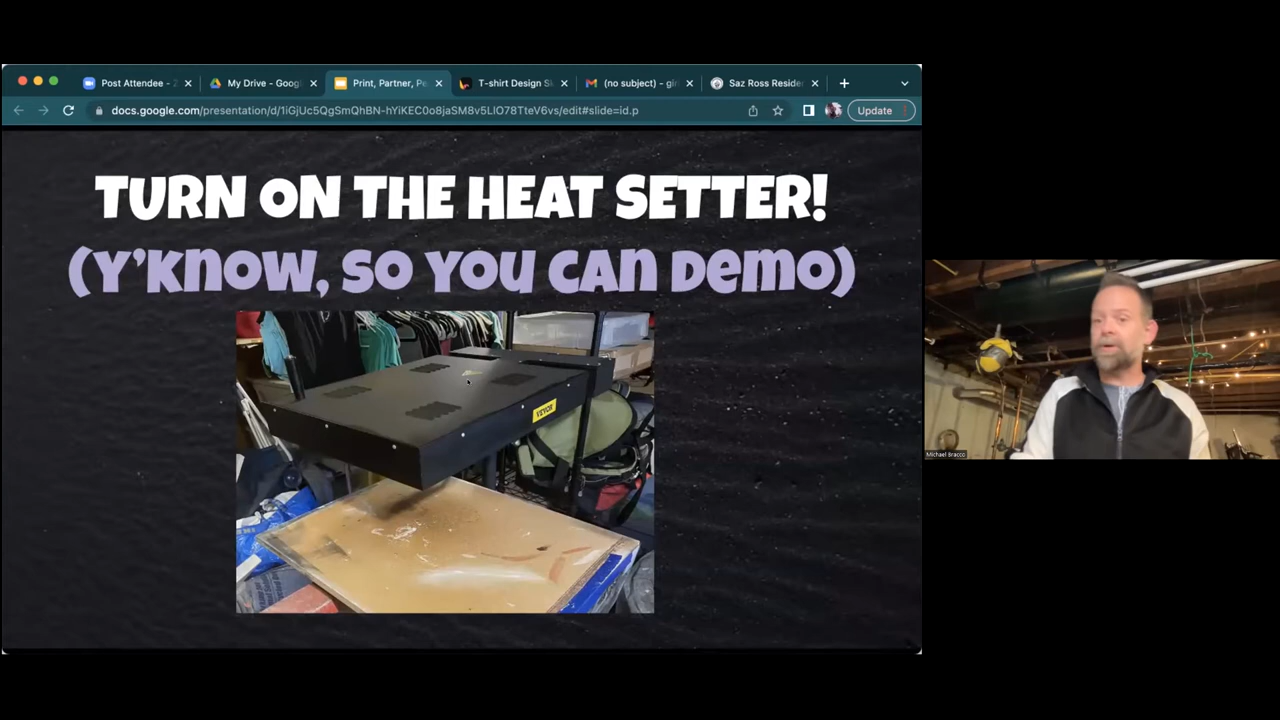 Post Attendee - Z
My Drive - Goog
Print, Partner, Pe
T-shirt Design Sk
(no subject) - gir
Saz Ross Reside
docs.google.com/presentation/d/1iGjUc5QgSmQhBN-hYiKEC0o8jaSM8v5LIO78TteV6vs/edit#slide=id.p
Update
TURN ON THE HEAT SETTER!
(Y'KNOW, SO YOU CAN DEMO)
VEVOR
Michael Bracco